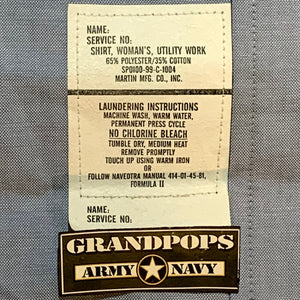 NAME:
SERVICE NO:
SHIRT, WOMAN'S, UTILITY WORK
65% POLYESTER/35% COTTON
SPO100-99-C-1004
MARTIN MFG. CO., INC.
LAUNDERING INSTRUCTIONS
MACHINE WASH, WARM WATER,
PERMANENT PRESS CYCLE
NO CHLORINE BLEACH
TUMBLE DRY, MEDIUM HEAT
REMOVE PROMPTLY
TOUCH UP USING WARM IRON
OR
FOLLOW NAVEDTRA MANUAL 414-01-45-81,
FORMULA II
NAME:
SERVICE NO:
GRANDPOPS
ARMY NAVY